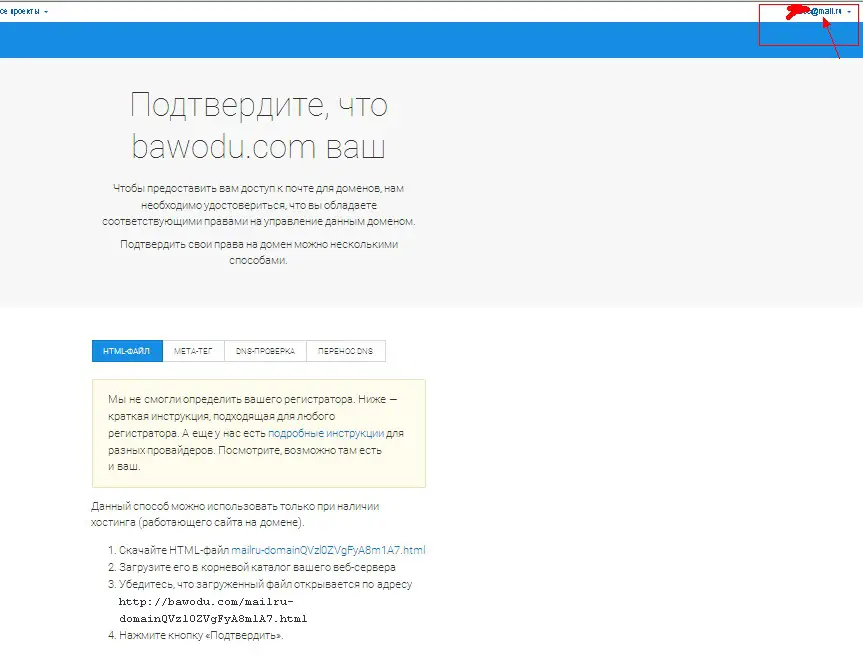 се проекты
@mail.ru
Подтвердите, что
bawodu.com ваш
Чтобы предоставить вам доступ к почте для доменов, нам
необходимо удостовериться, что вы обладаете
соответствующими правами на управление данным доменом.
Подтвердить свои права на домен можно несколькими
способами.
HTML-ФАЙЛ МЕТА-ТЕГ DNS-ПРОВЕРКА ПЕРЕНОС DNS
Мы не смогли определить вашего регистратора. Ниже —
краткая инструкция, подходящая для любого
регистратора. А еще у нас есть подробные инструкции для
разных провайдеров. Посмотрите, возможно там есть
и ваш.
Данный способ можно использовать только при наличии
хостинга (работающего сайта на домене).
1. Скачайте HTML-файл mailru-domainQVzl0ZVgFyA8m1A7.html
2. Загрузите его в корневой каталог вашего веб-сервера
3. Убедитесь, что загруженный файл открывается по адресу
http://bawodu.com/mailru-
domainQVzl0ZVgFyA8m1A7.html
4. Нажмите кнопку «Подтвердить».